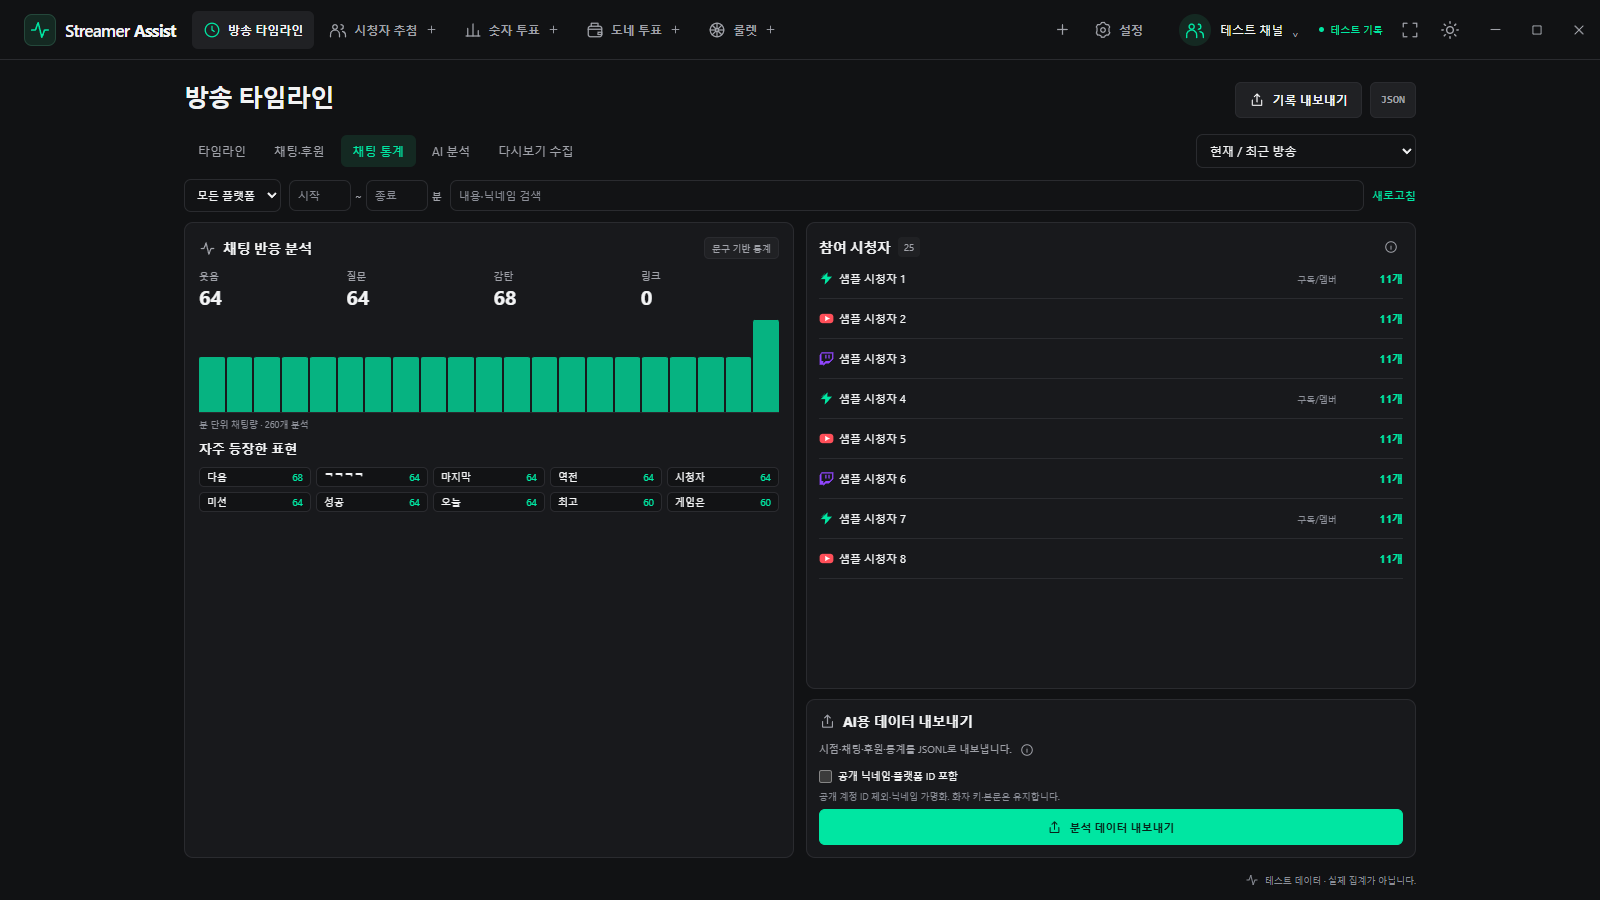 Streamer Assist
방송 타임라인
시청자 추첨 +
숫자 투표 +
도네 투표 +
룰렛 +
+
설정
테스트 채널
테스트 기록
방송 타임라인
기록 내보내기
JSON
타임라인
채팅·후원
채팅 통계
AI 분석
다시보기 수집
현재 / 최근 방송
모든 플랫폼
시작
~
종료
분
내용·닉네임 검색
새로고침
채팅 반응 분석
문구 기반 통계
웃음
질문
감탄
링크
64
64
68
0
분 단위 채팅량 · 260개 분석
자주 등장한 표현
다음 68
ㅋㅋㅋㅋ 64
마지막 64
역전 64
시청자 64
미션 64
성공 64
오늘 64
최고 60
게임은 60
참여 시청자 25
샘플 시청자 1 구독/멤버 11개
샘플 시청자 2 11개
샘플 시청자 3 11개
샘플 시청자 4 구독/멤버 11개
샘플 시청자 5 11개
샘플 시청자 6 11개
샘플 시청자 7 구독/멤버 11개
샘플 시청자 8 11개
AI용 데이터 내보내기
시점·채팅·후원·통계를 JSONL로 내보냅니다.
공개 닉네임·플랫폼 ID 포함
공개 계정 ID 제외·닉네임 가명화. 화자 키·본문은 유지합니다.
분석 데이터 내보내기
테스트 데이터 · 실제 집계가 아닙니다.